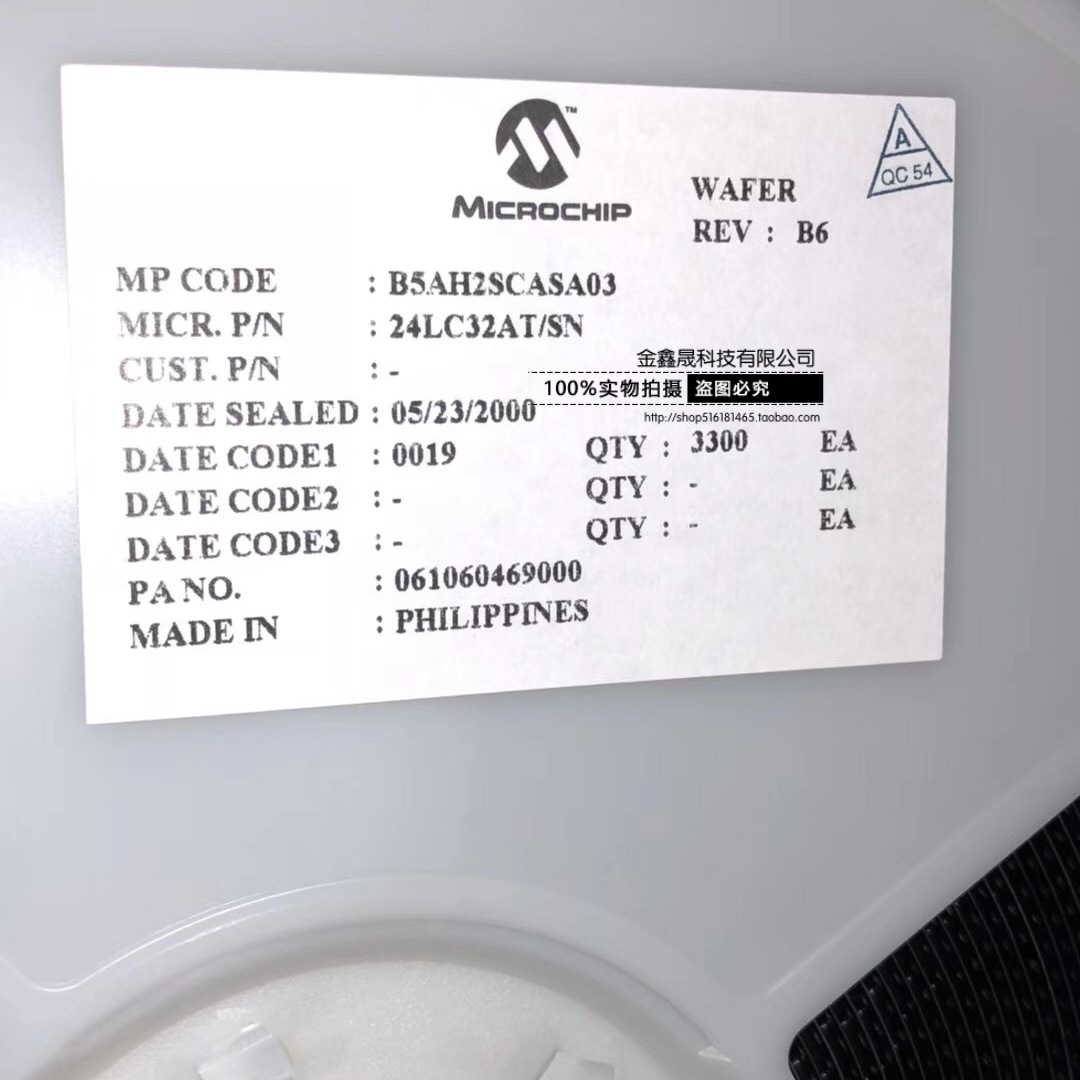 MICROCHIP™
WAFER
REV : B6
A
QC 54
MP CODE : B5AH2SCASA03
MICR. P/N : 24LC32AT/SN
CUST. P/N : -
金鑫晟科技有限公司
100%实物拍摄 盗图必究
http://shop516181465.taobao.com
DATE SEALED : 05/23/2000
DATE CODE1 : 0019 QTY : 3300 EA
DATE CODE2 : - QTY : - EA
DATE CODE3 : - QTY : - EA
PA NO. : 061060469000
MADE IN : PHILIPPINES